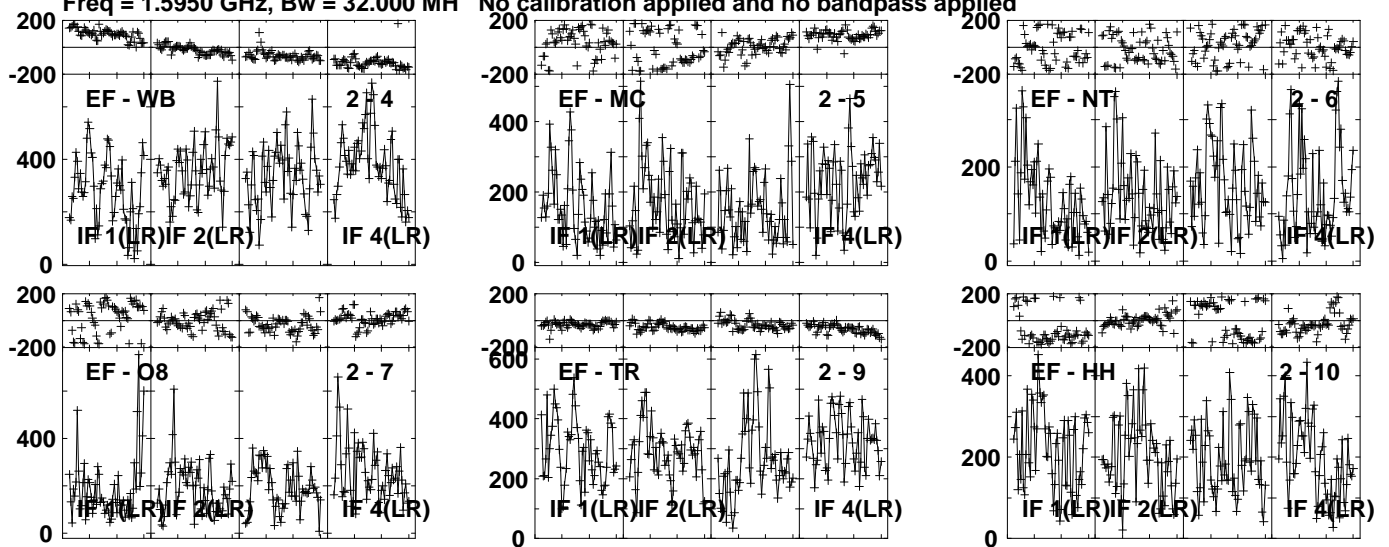 Freq = 1.5950 GHz, Bw = 32.000 MH No calibration applied and no bandpass applied
200
-200
EF - WB 2 - 4
400
IF 1(LR) IF 2(LR) IF 4(LR)
0
200
-200
EF - MC 2 - 5
400
200
IF 1(LR) IF 2(LR) IF 4(LR)
0
200
-200
EF - NT 2 - 6
400
200
IF 1(LR) IF 2(LR) IF 4(LR)
0
200
-200
EF - O8 2 - 7
400
IF 1(LR) IF 2(LR) IF 4(LR)
0
200
-200
600
EF - TR 2 - 9
400
200
IF 1(LR) IF 2(LR) IF 4(LR)
0
200
-200
EF - HH 2 - 10
400
200
IF 1(LR) IF 2(LR) IF 4(LR)
0